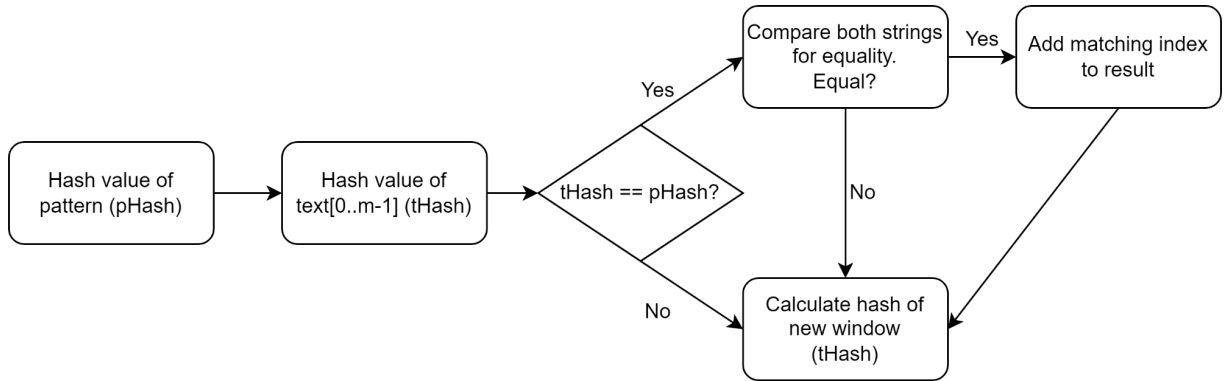 Hash value of
pattern (pHash)
Hash value of
text[0..m-1] (tHash)
tHash == pHash?
Yes
Compare both strings
for equality.
Equal?
Yes
Add matching index
to result
No
No
Calculate hash of
new window
(tHash)